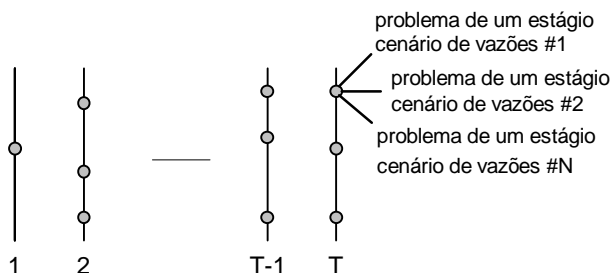 problema de um estágio
cenário de vazões #1
problema de um estágio
cenário de vazões #2
problema de um estágio
cenário de vazões #N
1 2 T-1 T